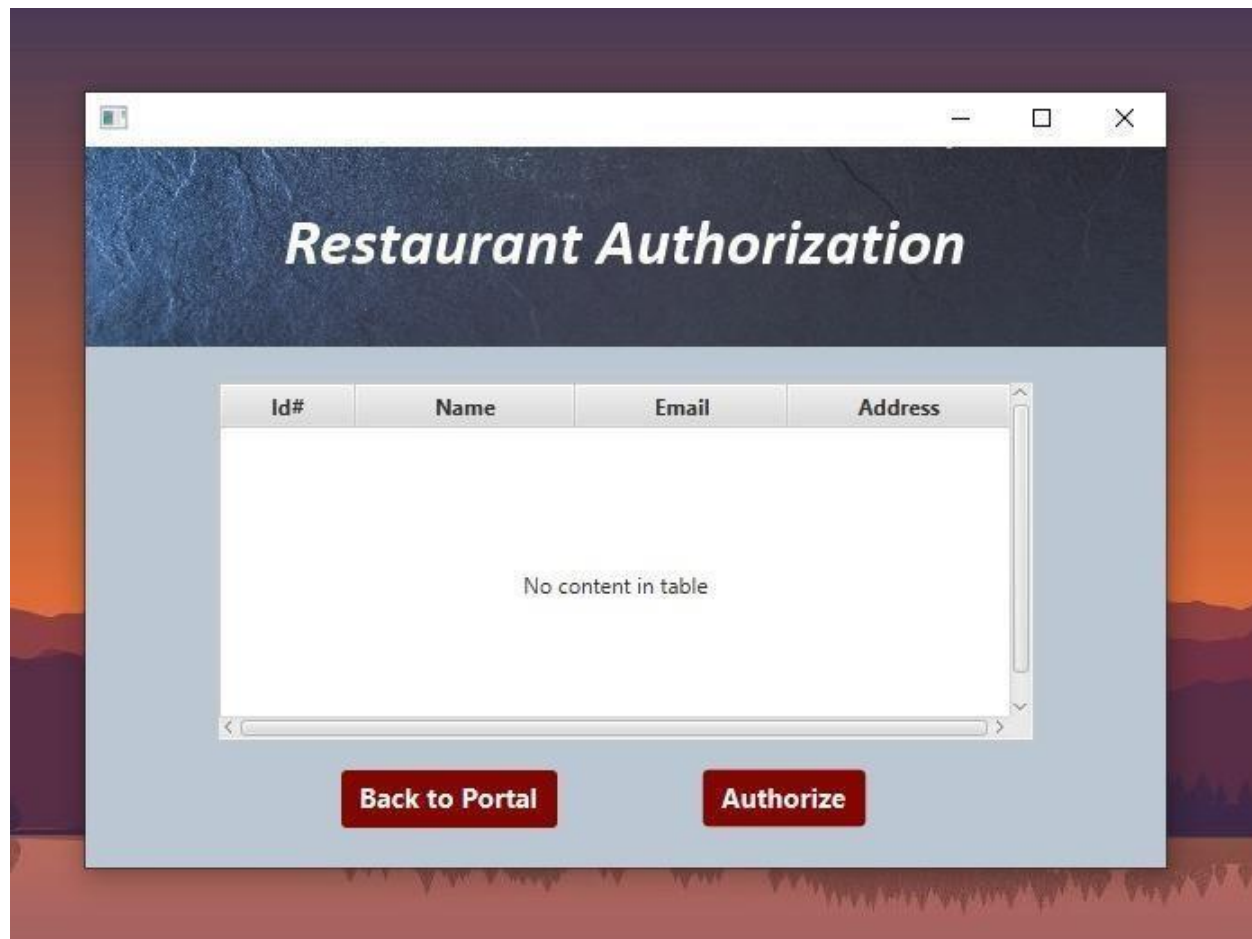 Restaurant Authorization
Id# Name Email Address
No content in table
Back to Portal Authorize